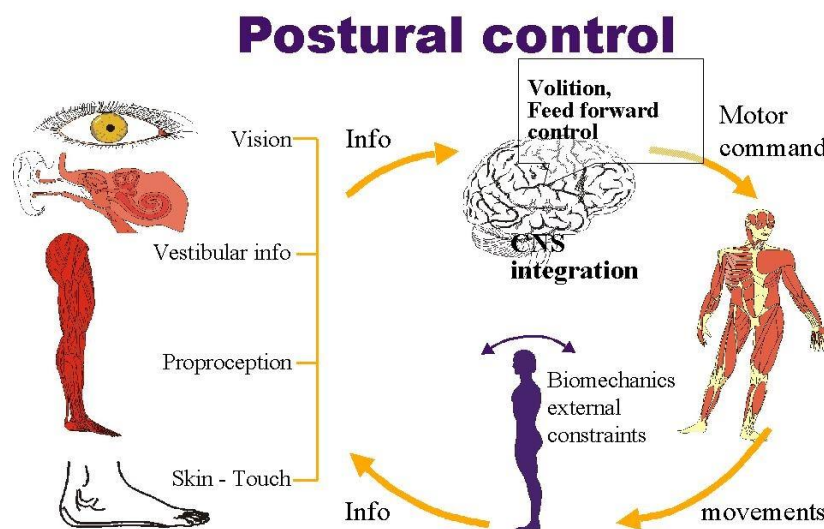 Postural control
Vision
Vestibular info
Proproception
Skin - Touch
Info
Volition,
Feed forward
control
CNS
integration
Motor
command
Biomechanics
external
constraints
movements
Info